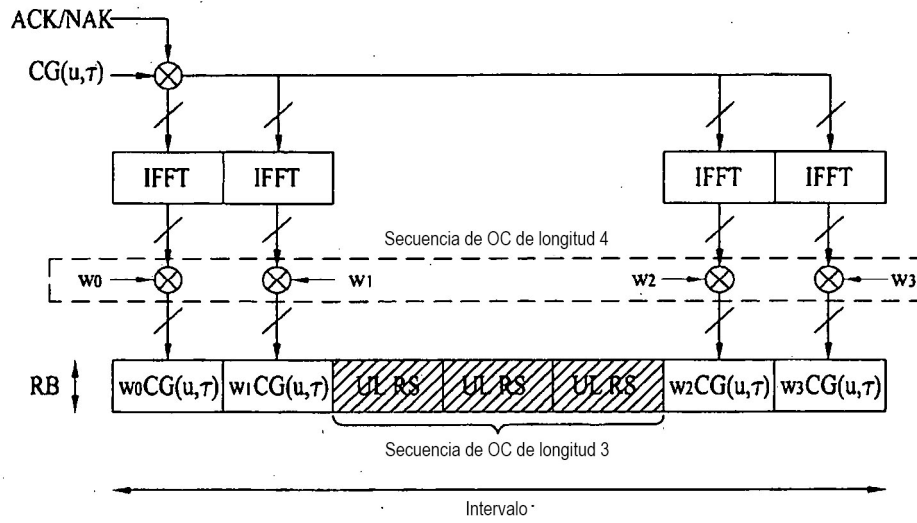 ACK/NAK
CG(u,τ)
IFFT IFFT IFFT IFFT
Secuencia de OC de longitud 4
w0 w1 w2 w3
RB w0CG(u,τ) w1CG(u,τ) UL RS UL RS UL RS w2CG(u,τ) w3CG(u,τ)
Secuencia de OC de longitud 3
Intervalo